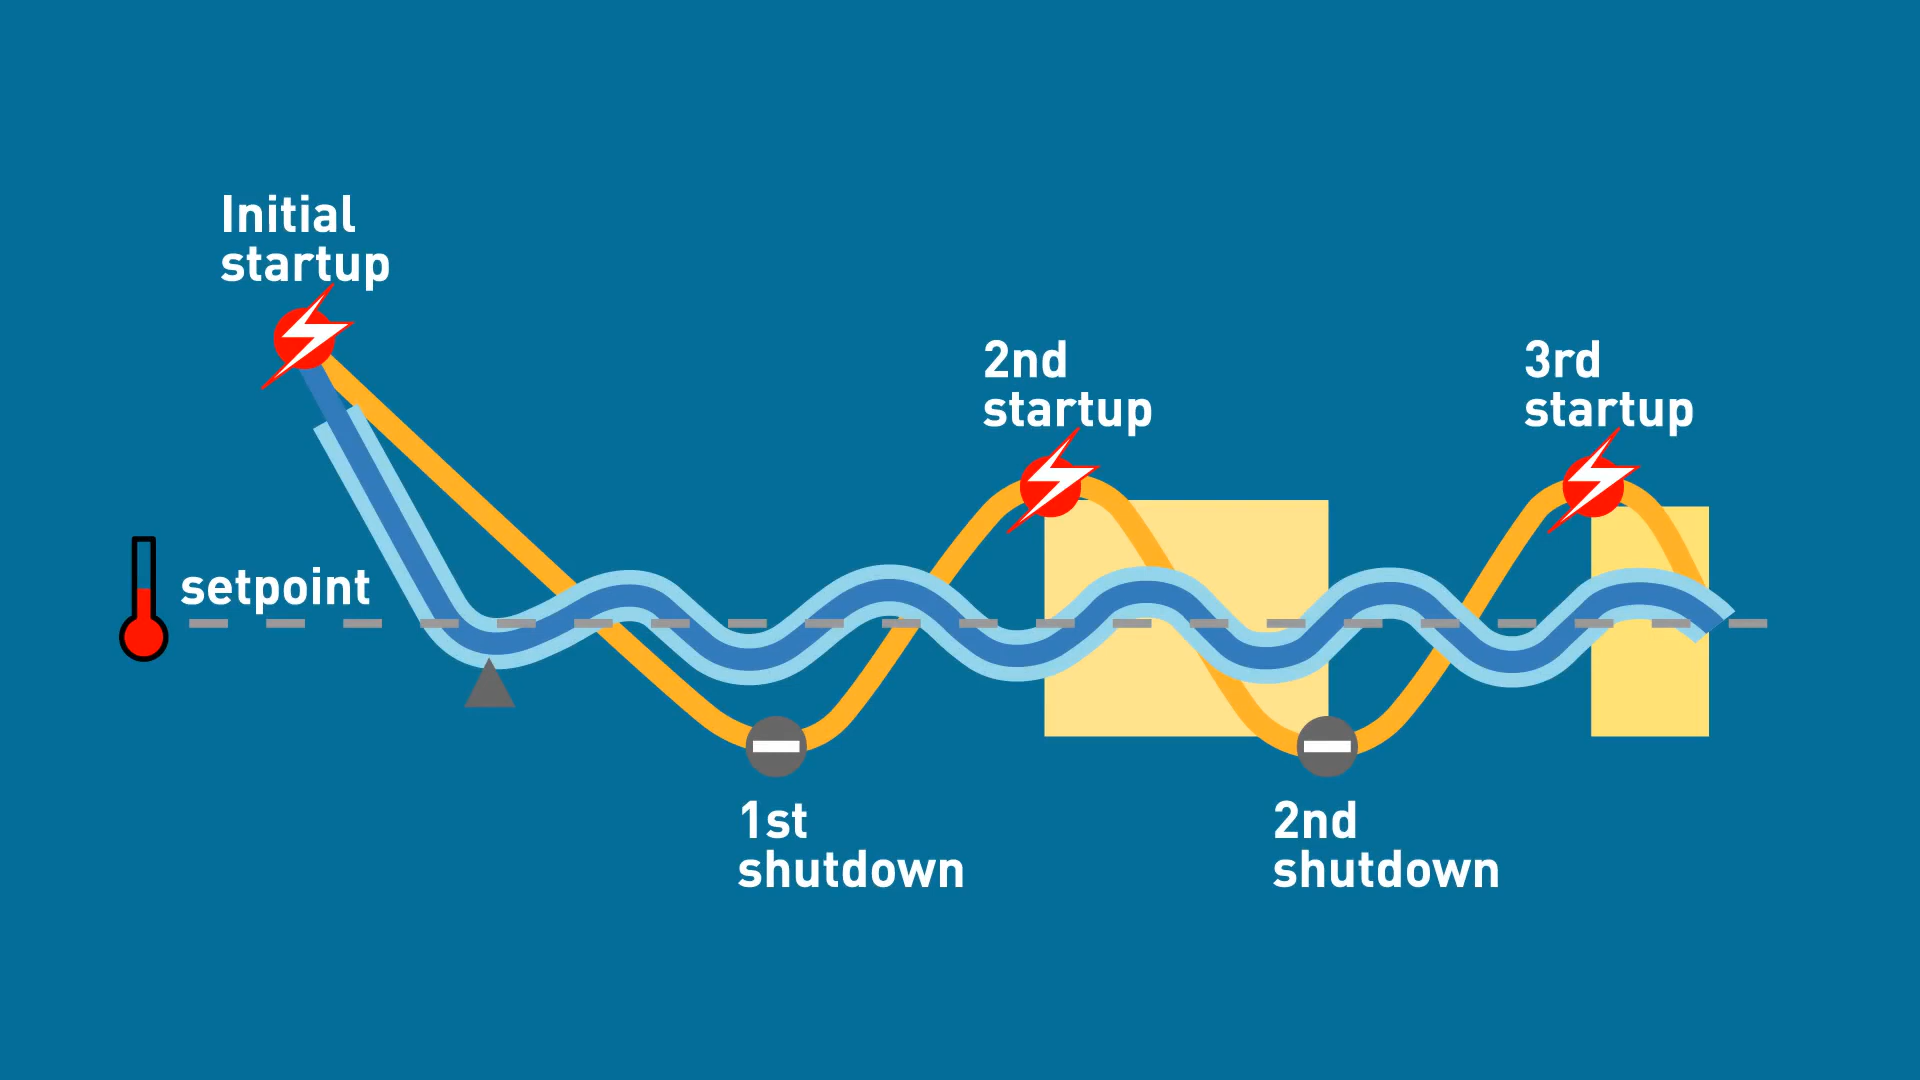 Initial
startup
2nd
startup
3rd
startup
setpoint
1st
shutdown
2nd
shutdown